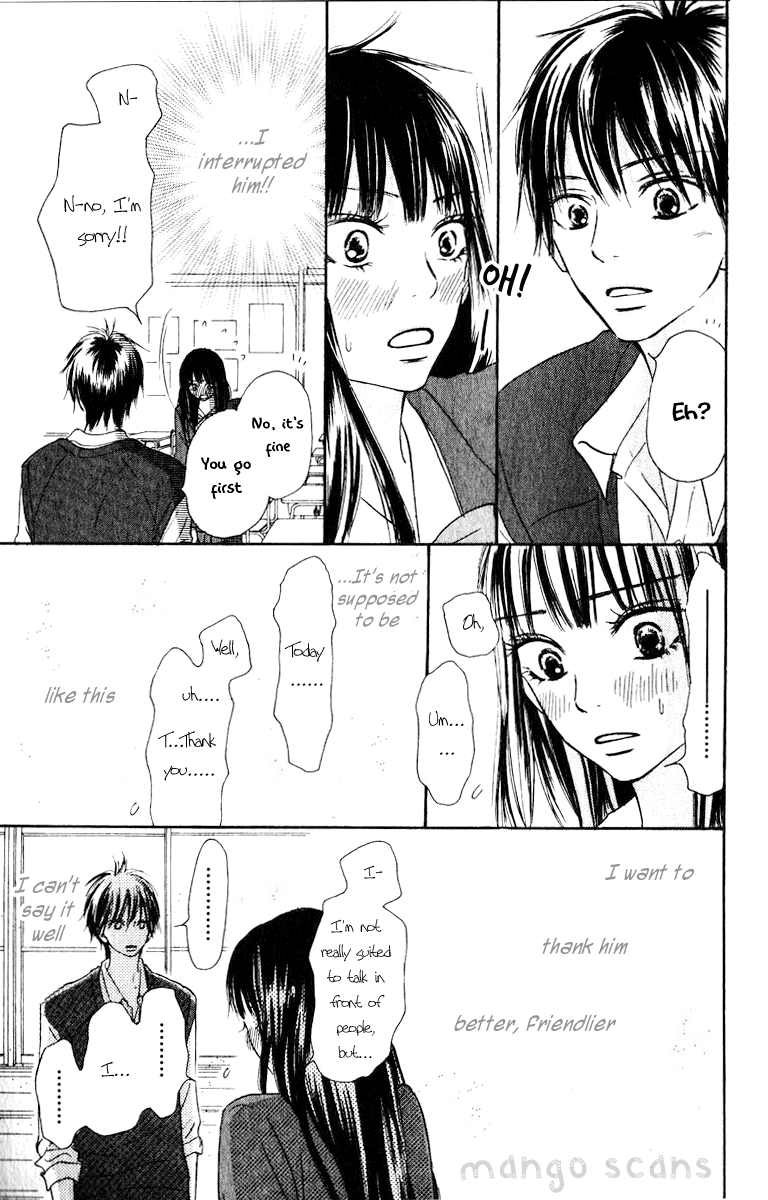 Eh?
OH!
...I
interrupted
him!!
N-
N-no, I'm
sorry!!
No, it's
fine
You go
first
..........
Oh,
Um...
...
...It's not
supposed
to be
Today
......
Well,
uh....
T...Thank
you.....
like this
I want to
thank him
better, friendlier
I-
I'm not
really suited
to talk in
front of
people,
but....
........
I can't
say it
well
......
I...
.......
mango scans